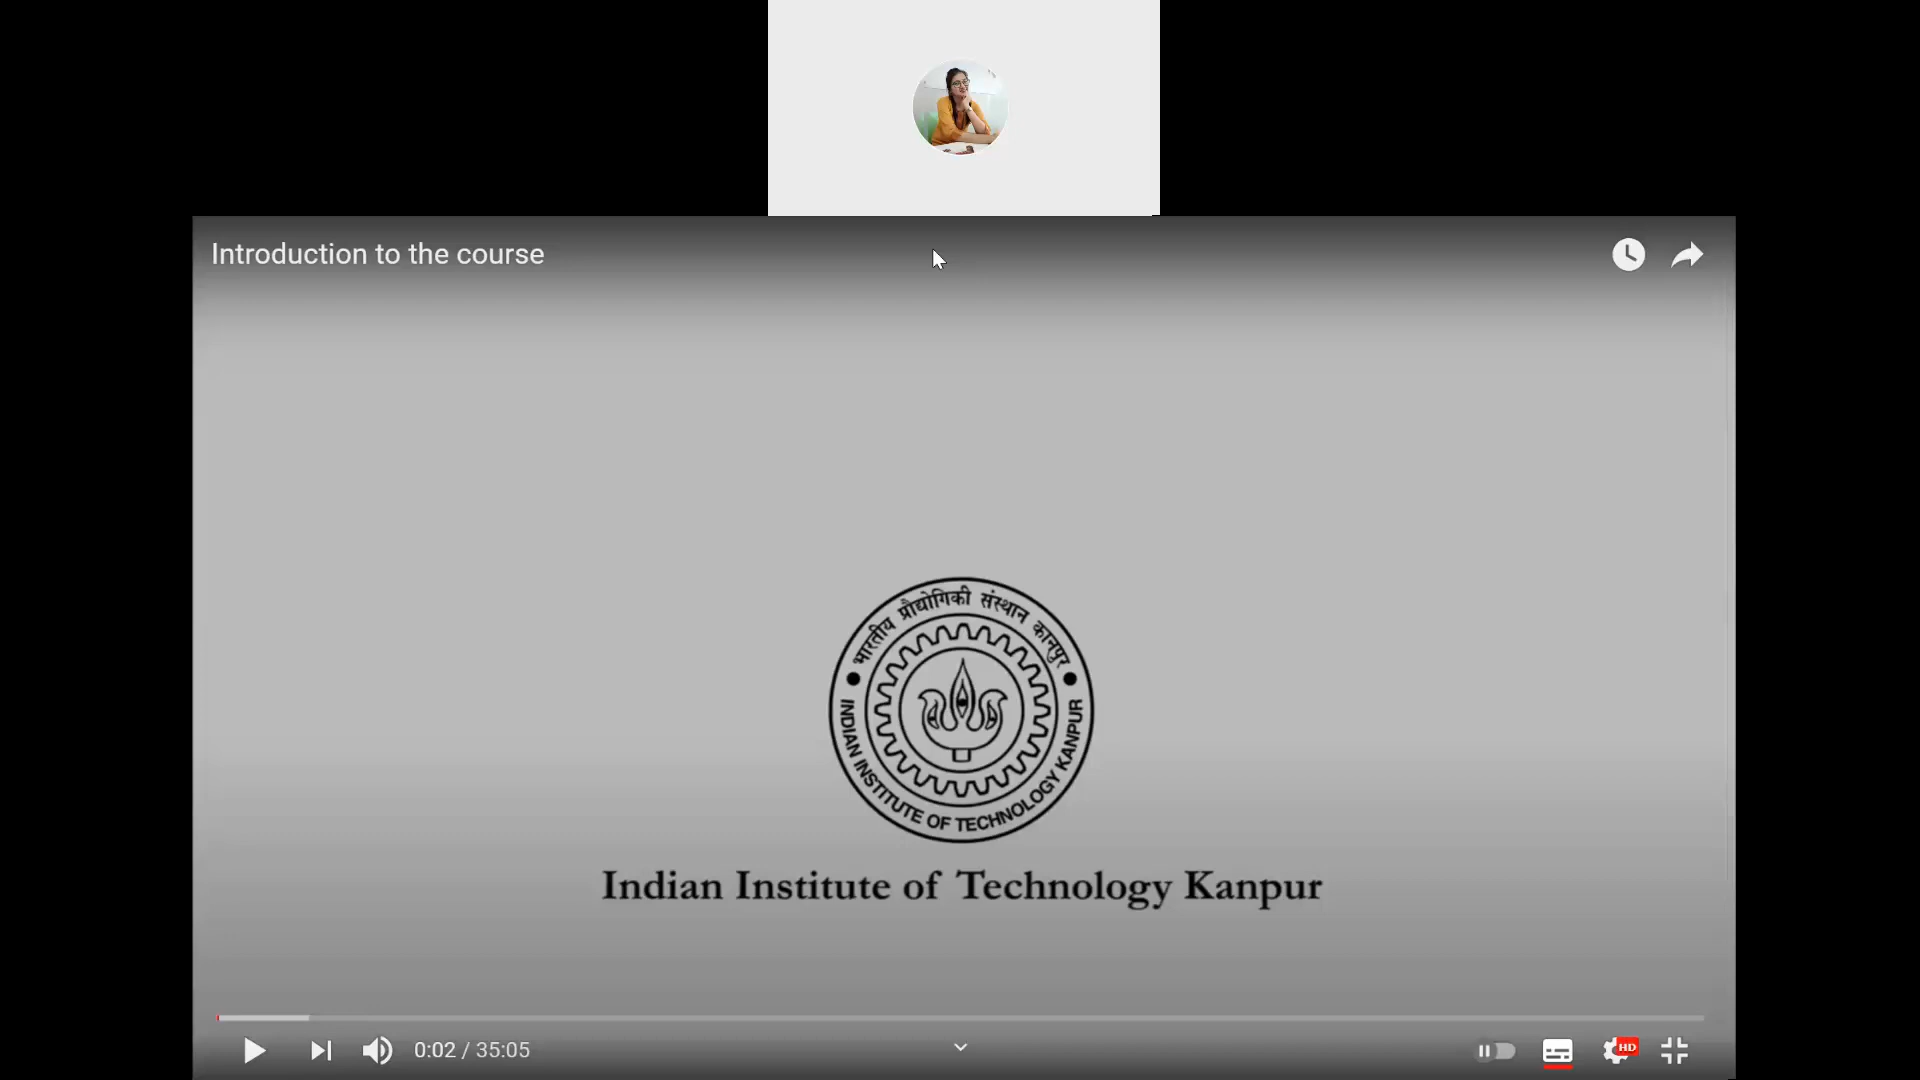 Introduction to the course
भारतीय प्रौद्योगिकी संस्थान कानपुर
INDIAN INSTITUTE OF TECHNOLOGY KANPUR
Indian Institute of Technology Kanpur
0:02 / 35:05
HD